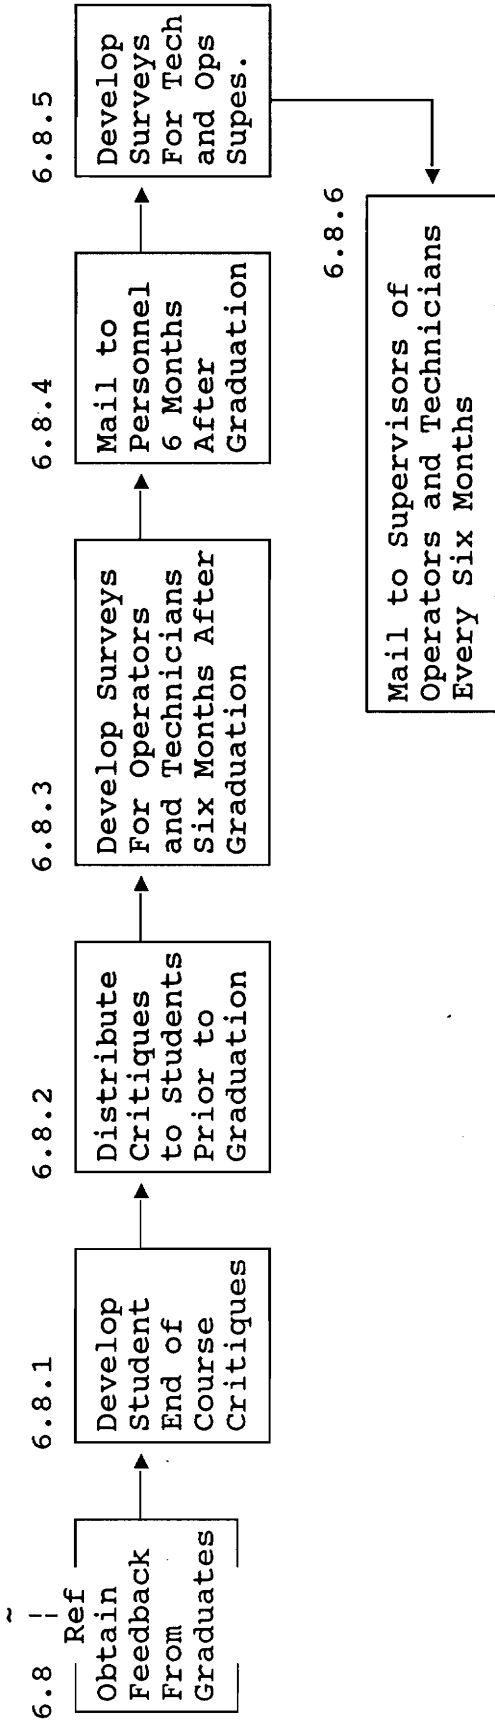 6.8
Ref
Obtain
Feedback
From
Graduates
6.8.1
Develop
Student
End of
Course
Critiques
6.8.2
Distribute
Critiques
to Students
Prior to
Graduation
6.8.3
Develop Surveys
For Operators
and Technicians
Six Months After
Graduation
6.8.4
Mail to
Personnel
6 Months
After
Graduation
6.8.5
Develop
Surveys
For Tech
and Ops
Supes.
6.8.6
Mail to Supervisors of
Operators and Technicians
Every Six Months